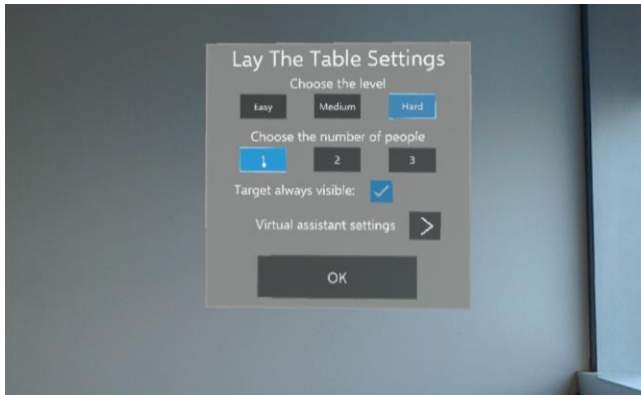 Lay The Table Settings
Choose the level
Easy Medium Hard
Choose the number of people
1 2 3
Target always visible:
Virtual assistant settings
OK